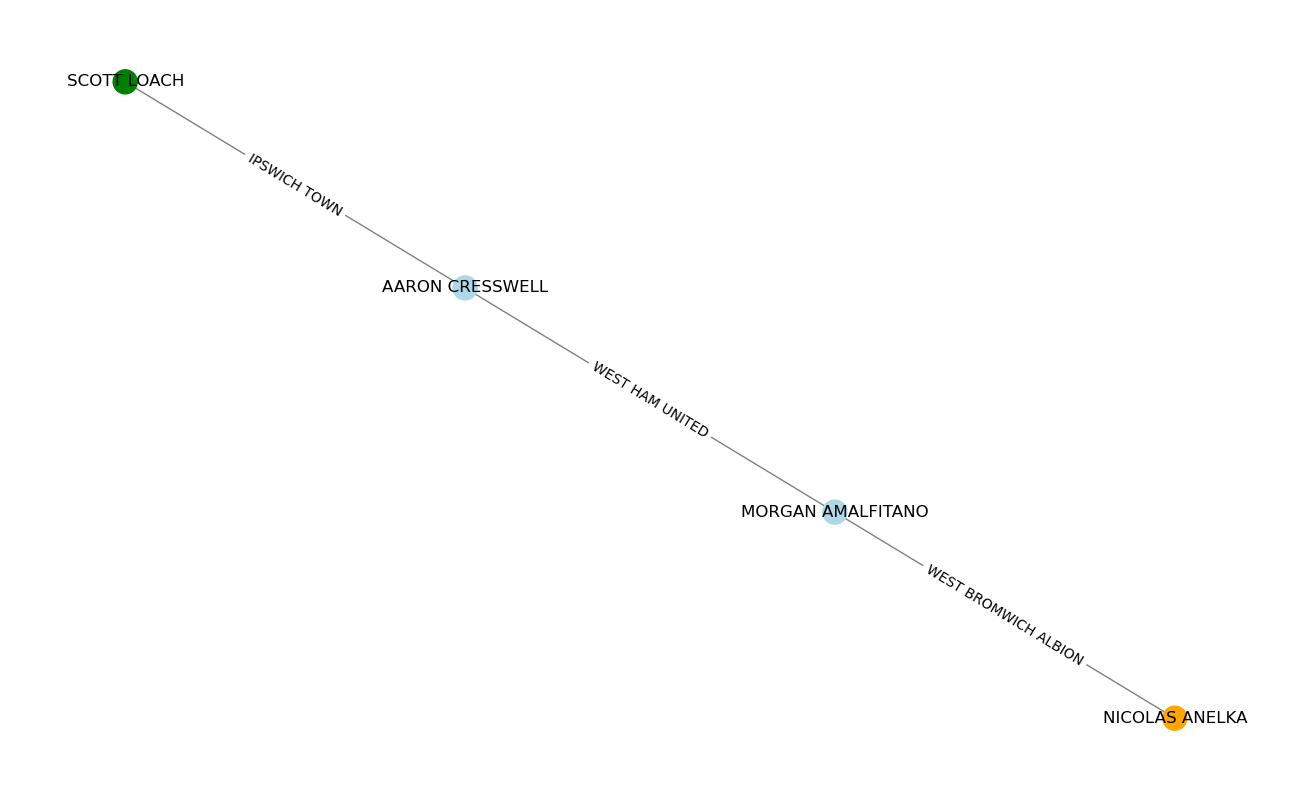 SCOTT LOACH
IPSWICH TOWN
AARON CRESSWELL
WEST HAM UNITED
MORGAN AMALFITANO
WEST BROMWICH ALBION
NICOLAS ANELKA